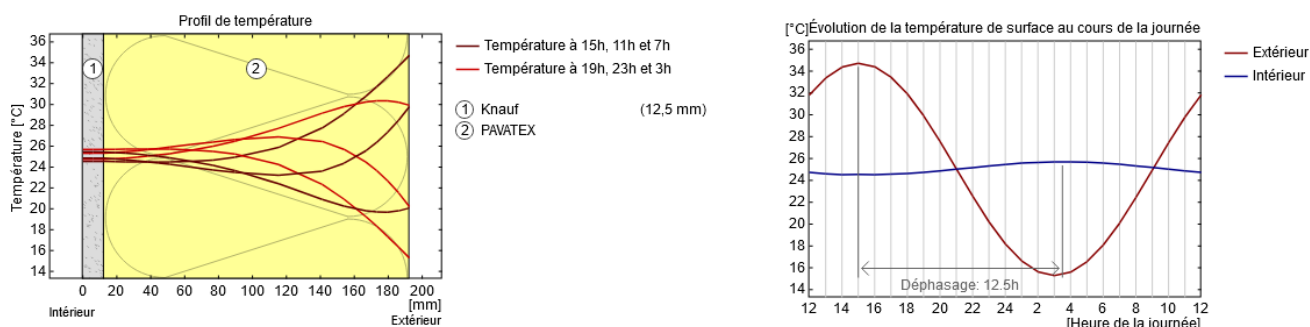 Profil de température
36
34
32
30
28
26
24
22
20
18
16
14
Température [°C]
1
2
0 20 40 60 80 100 120 140 160 180 200
[mm]
Intérieur
Extérieur
Température à 15h, 11h et 7h
Température à 19h, 23h et 3h
1 Knauf (12,5 mm)
2 PAVATEX
[°C] Évolution de la température de surface au cours de la journée
36
34
32
30
28
26
24
22
20
18
16
14
Déphasage: 12.5h
12 14 16 18 20 22 0 2 4 6 8 10 12
[Heure de la journée]
Extérieur
Intérieur